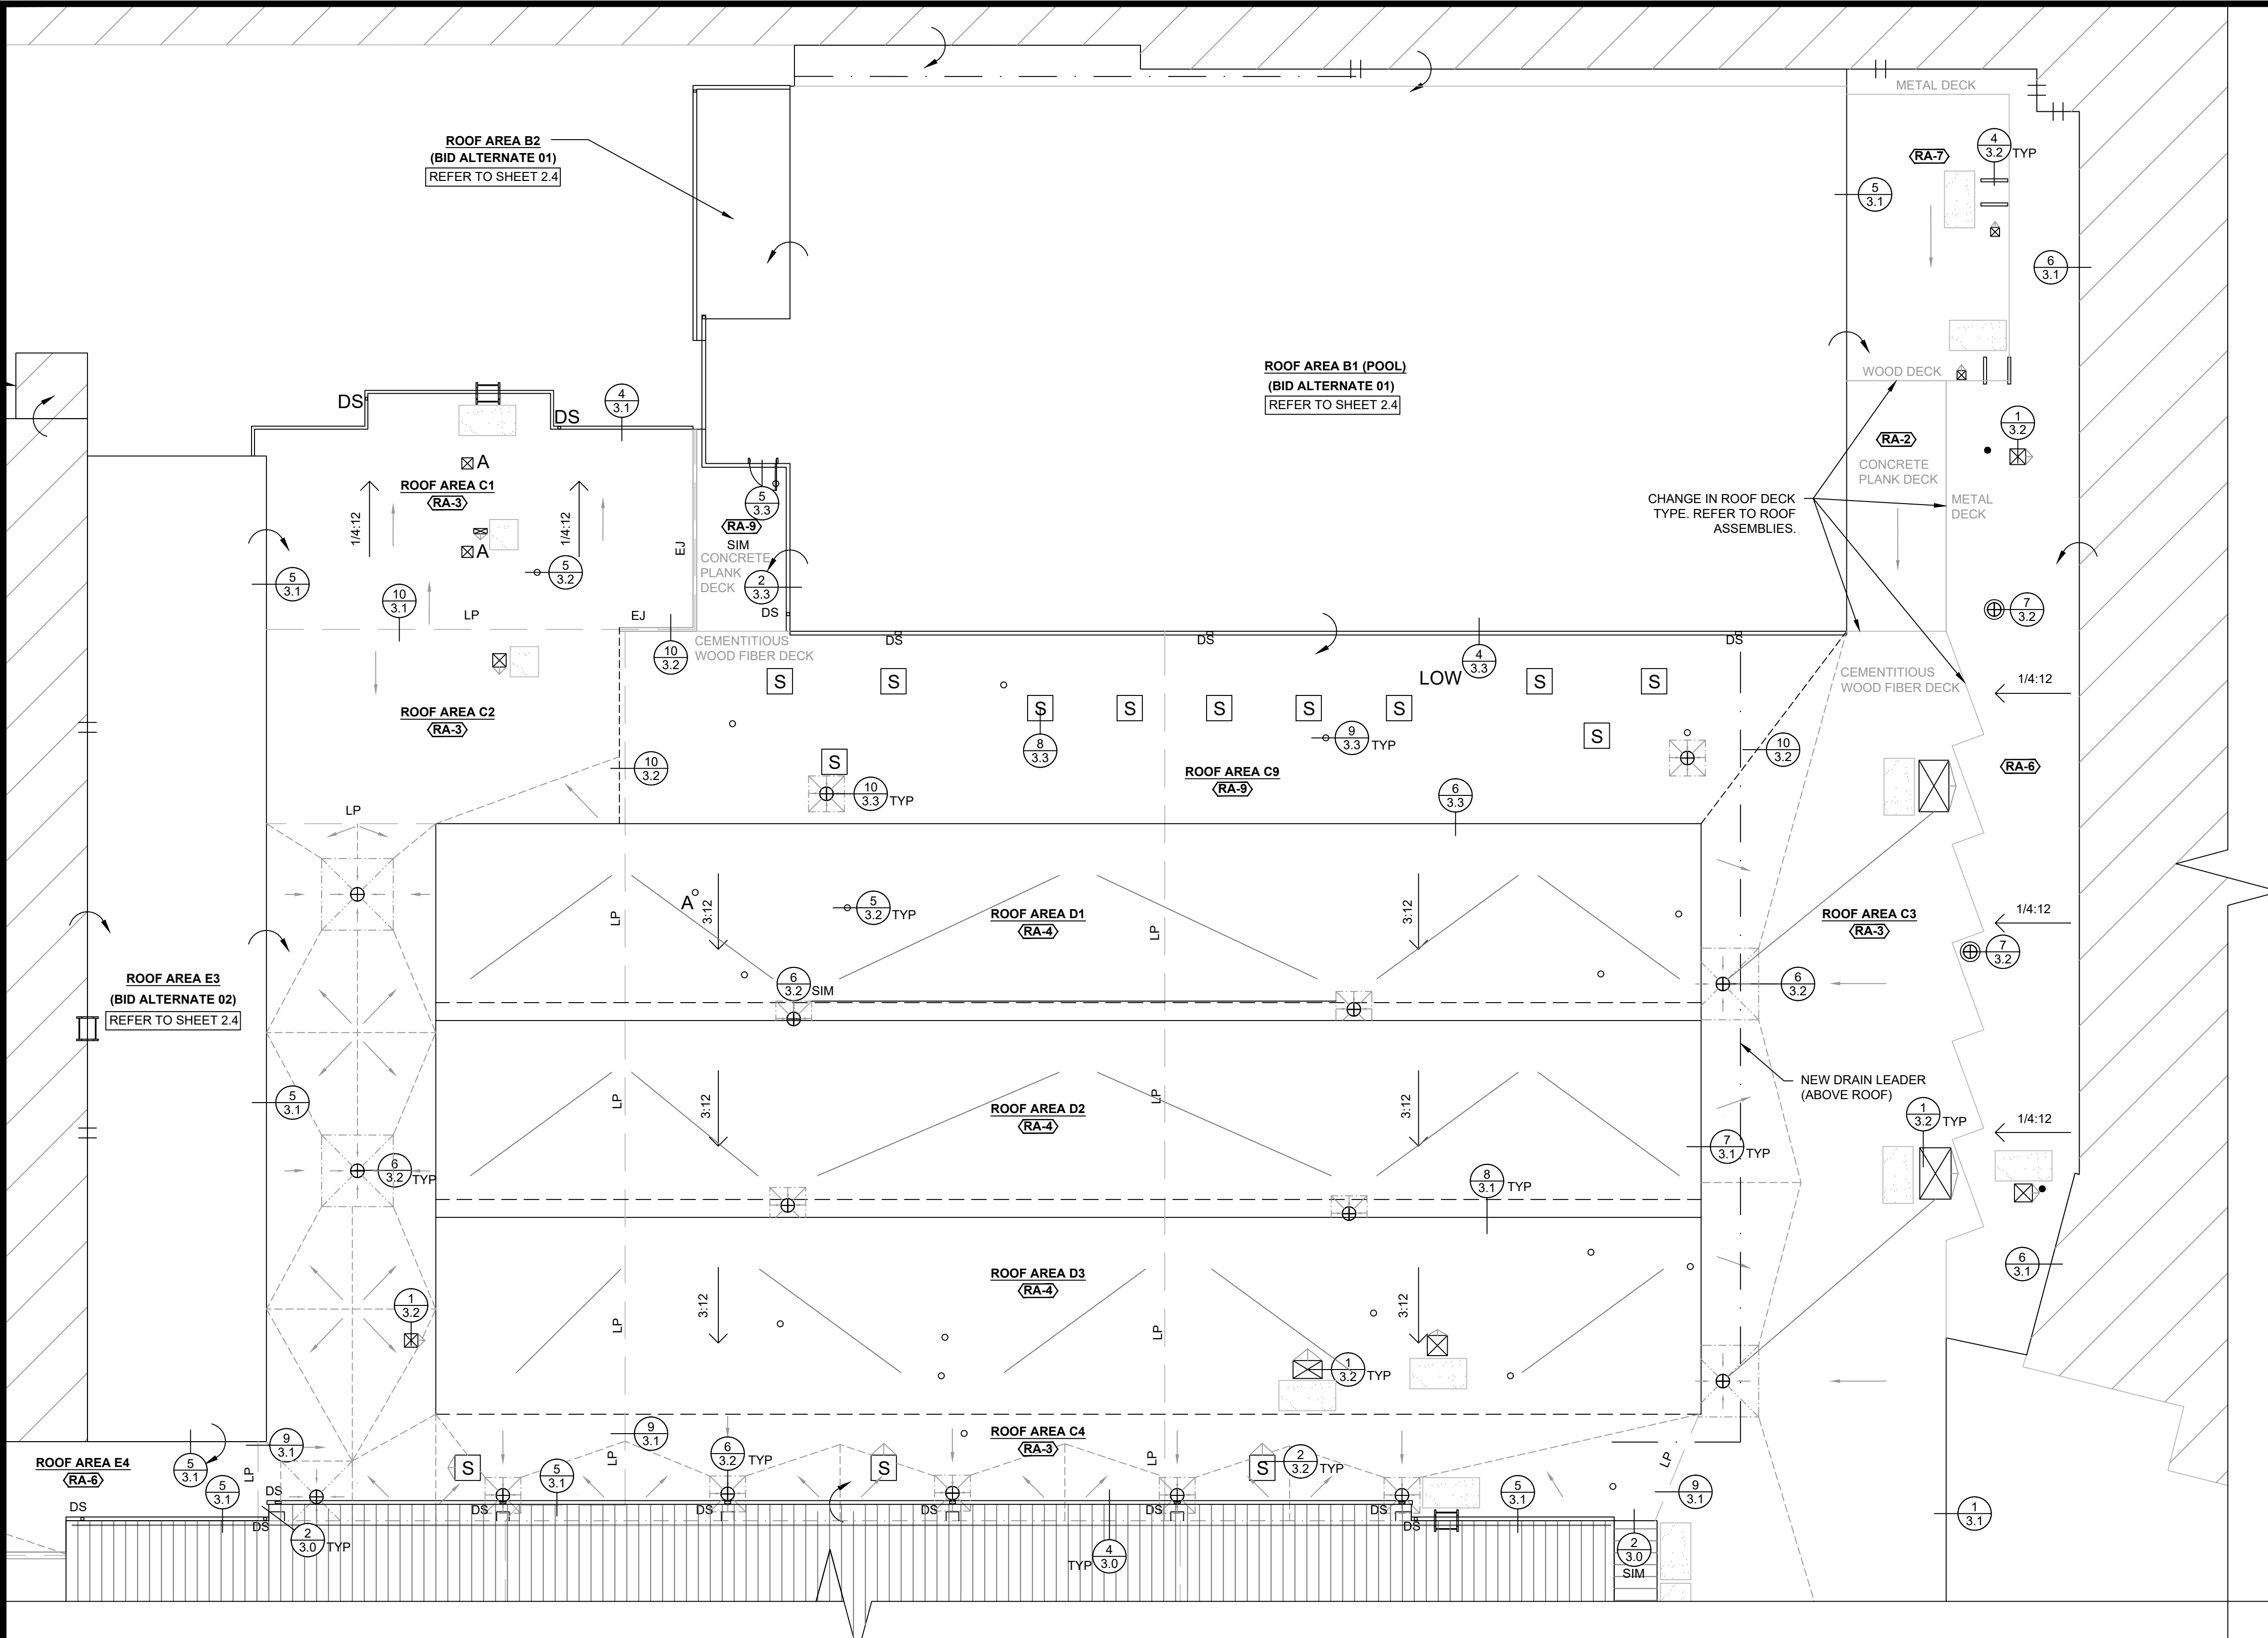 METAL DECK
ROOF AREA B2
(BID ALTERNATE 01)
REFER TO SHEET 2.4
4
3.2
TYP
RA-7
5
3.1
6
3.1
ROOF AREA B1 (POOL)
(BID ALTERNATE 01)
REFER TO SHEET 2.4
WOOD DECK
DS
DS
4
3.1
1
3.2
RA-2
CONCRETE
PLANK DECK
A
ROOF AREA C1
RA-3
1/4:12
1/4:12
A
5
3.2
5
3.3
RA-9
SIM
CONCRETE
PLANK
DECK
EJ
2
3.3
DS
CHANGE IN ROOF DECK
TYPE. REFER TO ROOF
ASSEMBLIES.
METAL
DECK
5
3.1
10
3.1
LP
EJ
7
3.2
10
3.2
CEMENTITIOUS
WOOD FIBER DECK
DS
DS
DS
4
3.3
LOW
CEMENTITIOUS
WOOD FIBER DECK
1/4:12
S
S
S
S
S
S
S
S
S
S
S
8
3.3
9
3.3
TYP
10
3.2
ROOF AREA C2
RA-3
10
3.2
10
3.3
TYP
ROOF AREA C9
RA-9
6
3.3
RA-6
LP
LP
A
3:12
5
3.2
TYP
ROOF AREA D1
RA-4
LP
3:12
ROOF AREA C3
RA-3
1/4:12
7
3.2
6
3.2
SIM
6
3.2
ROOF AREA E3
(BID ALTERNATE 02)
REFER TO SHEET 2.4
5
3.1
LP
3:12
ROOF AREA D2
RA-4
LP
3:12
NEW DRAIN LEADER
(ABOVE ROOF)
1
3.2
TYP
1/4:12
7
3.1
TYP
6
3.2
TYP
8
3.1
TYP
6
3.1
1
3.2
LP
3:12
ROOF AREA D3
RA-4
LP
3:12
1
3.2
TYP
ROOF AREA C4
RA-3
ROOF AREA E4
RA-6
5
3.1
9
3.1
9
3.1
6
3.2
TYP
LP
LP
LP
LP
S
S
S
2
3.2
TYP
5
3.1
5
3.1
5
3.1
9
3.1
1
3.1
DS
DS
DS
DS
DS
DS
DS
DS
DS
2
3.0
TYP
TYP
4
3.0
2
3.0
SIM